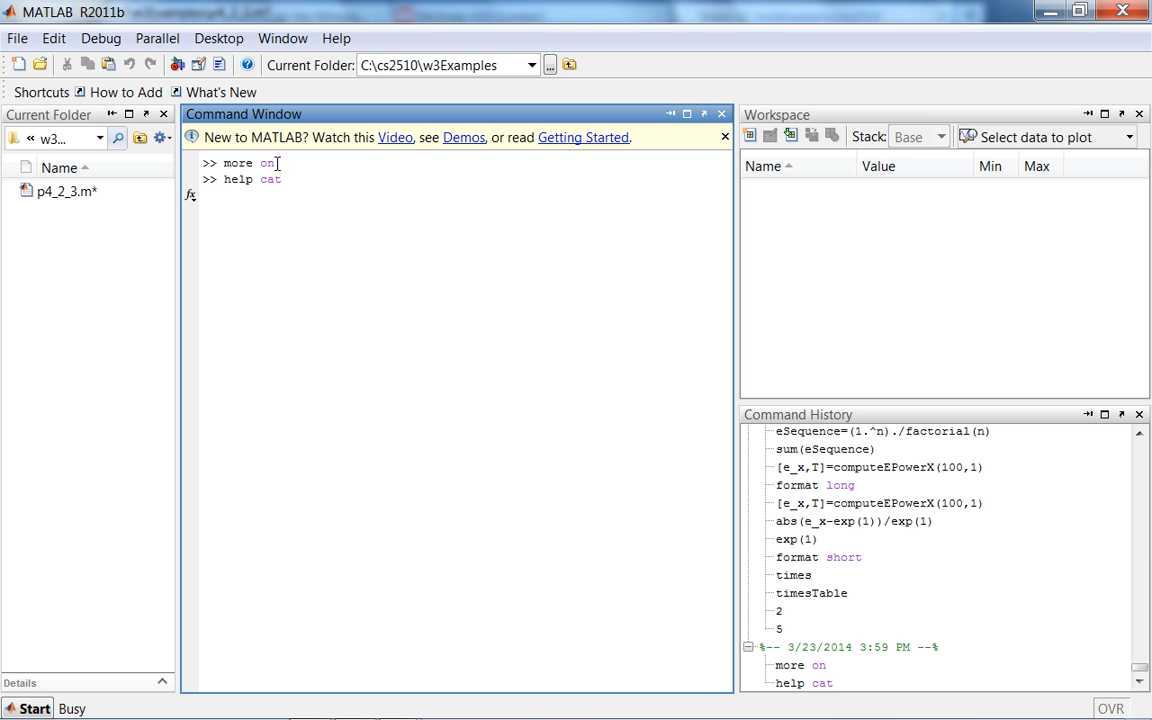 MATLAB R2011b
File Edit Debug Parallel Desktop Window Help
Current Folder: C:\cs2510\w3Examples ...
Shortcuts How to Add What's New
Current Folder
« w3...
Name
p4_2_3.m*
Details
Command Window
New to MATLAB? Watch this Video, see Demos, or read Getting Started.
>> more on
>> help cat
fx
Workspace
Stack: Base Select data to plot
Name Value Min Max
Command History
eSequence=(1.^n)./factorial(n)
sum(eSequence)
[e_x,T]=computeEPowerX(100,1)
format long
[e_x,T]=computeEPowerX(100,1)
abs(e_x-exp(1))/exp(1)
exp(1)
format short
times
timesTable
2
5
%-- 3/23/2014 3:59 PM --%
more on
help cat
Start Busy
OVR